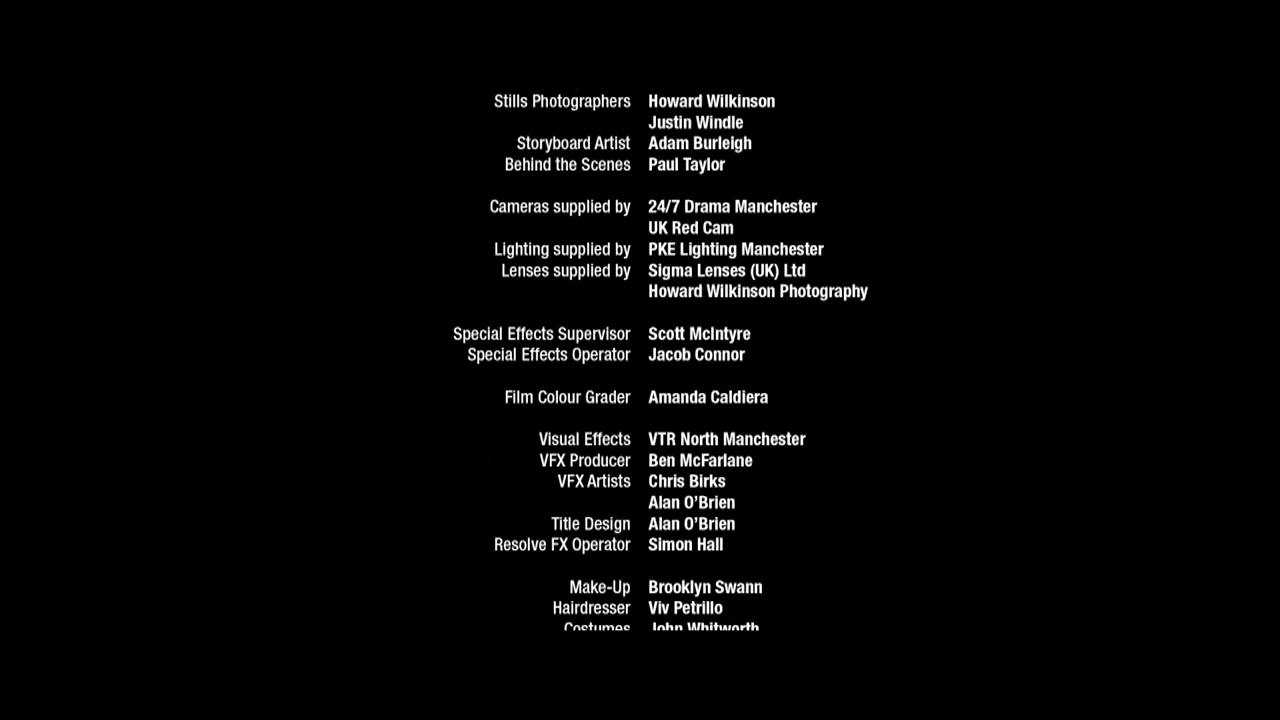 Stills Photographers Howard Wilkinson
Justin Windle
Storyboard Artist Adam Burleigh
Behind the Scenes Paul Taylor
Cameras supplied by 24/7 Drama Manchester
UK Red Cam
Lighting supplied by PKE Lighting Manchester
Lenses supplied by Sigma Lenses (UK) Ltd
Howard Wilkinson Photography
Special Effects Supervisor Scott McIntyre
Special Effects Operator Jacob Connor
Film Colour Grader Amanda Caldiera
Visual Effects VTR North Manchester
VFX Producer Ben McFarlane
VFX Artists Chris Birks
Alan O’Brien
Title Design Alan O’Brien
Resolve FX Operator Simon Hall
Make-Up Brooklyn Swann
Hairdresser Viv Petrillo
Costumes John Whitworth